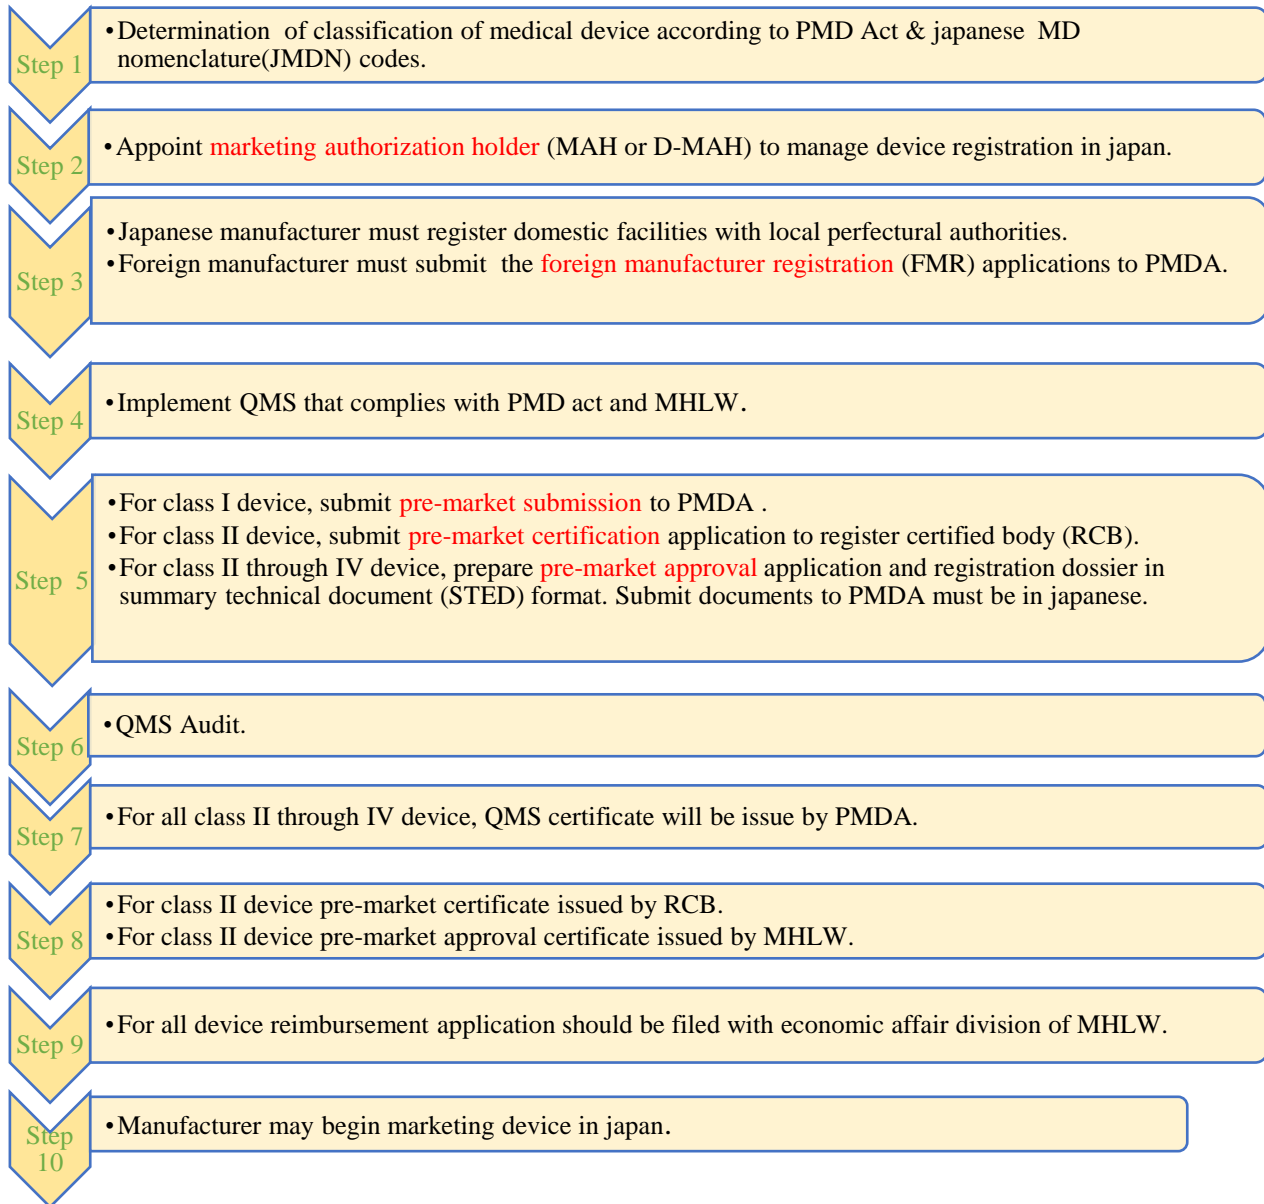 Step 1
•Determination of classification of medical device according to PMD Act & japanese MD
nomenclature(JMDN) codes.
Step 2
•Appoint marketing authorization holder (MAH or D-MAH) to manage device registration in japan.
Step 3
•Japanese manufacturer must register domestic facilities with local perfectural authorities.
•Foreign manufacturer must submit the foreign manufacturer registration (FMR) applications to PMDA.
Step 4
•Implement QMS that complies with PMD act and MHLW.
Step 5
•For class I device, submit pre-market submission to PMDA .
•For class II device, submit pre-market certification application to register certified body (RCB).
•For class II through IV device, prepare pre-market approval application and registration dossier in
summary technical document (STED) format. Submit documents to PMDA must be in japanese.
Step 6
•QMS Audit.
Step 7
•For all class II through IV device, QMS certificate will be issue by PMDA.
Step 8
•For class II device pre-market certificate issued by RCB.
•For class II device pre-market approval certificate issued by MHLW.
Step 9
•For all device reimbursement application should be filed with economic affair division of MHLW.
Step
10
•Manufacturer may begin marketing device in japan.